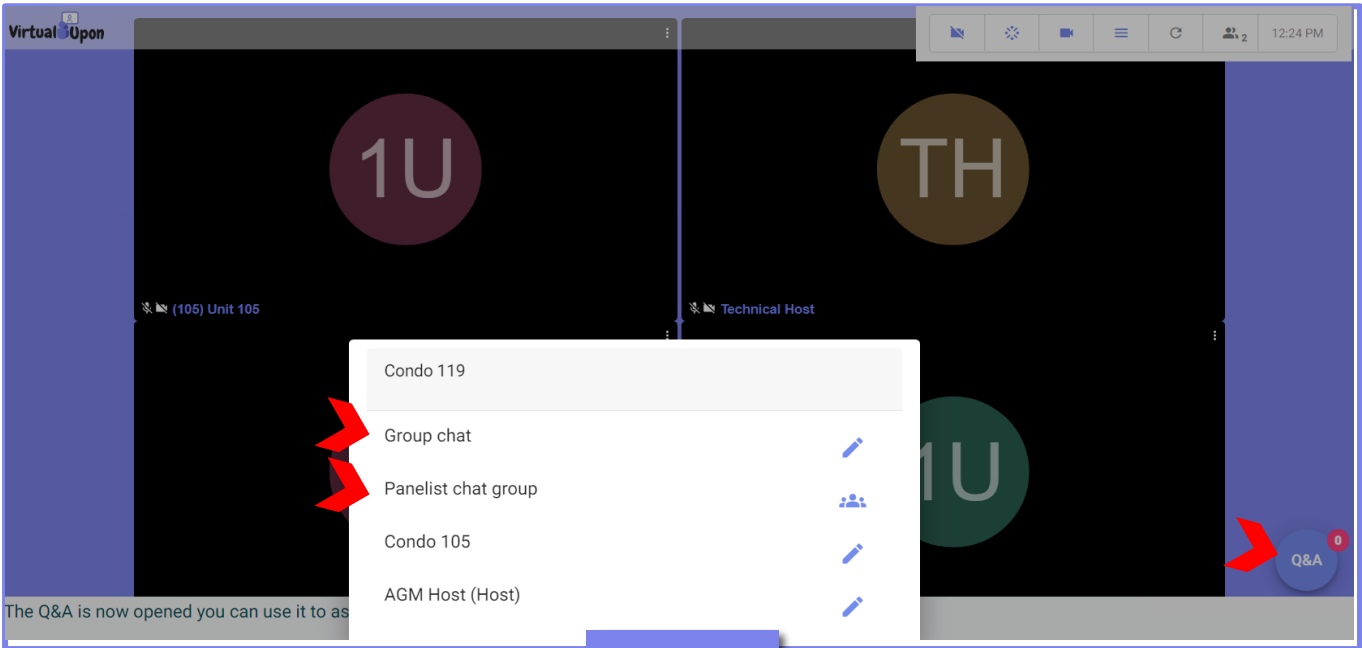 VirtualUpon
2
12:24 PM
1U
TH
(105) Unit 105
Technical Host
Condo 119
Group chat
Panelist chat group
1U
Condo 105
0
Q&A
AGM Host (Host)
The Q&A is now opened you can use it to as